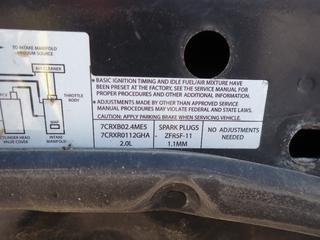 TO INTAKE MANIFOLD
VACUUM SOURCE
AIR CLEANER
THROTTLE
BODY
CYLINDER HEAD
VALVE COVER
INTAKE
MANIFOLD
• BASIC IGNITION TIMING AND IDLE FUEL/AIR MIXTURE HAVE
BEEN PRESET AT THE FACTORY. SEE THE SERVICE MANUAL FOR
PROPER PROCEDURES AND OTHER ADDITIONAL INFORMATION.
• ADJUSTMENTS MADE BY OTHER THAN APPROVED SERVICE
MANUAL PROCEDURES MAY VIOLATE FEDERAL AND STATE LAWS.
CAUTION: APPLY PARKING BRAKE WHEN SERVICING VEHICLE.
7CRXB02.4ME5 SPARK PLUGS NO ADJUSTMENTS
7CRXR0112GHA ZFR5F-11 NEEDED
2.0L 1.1MM